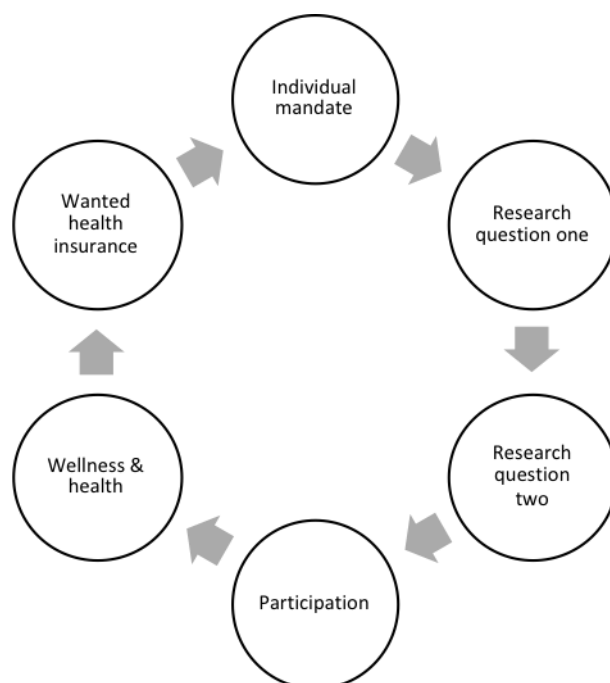 Individual
mandate
Research
question one
Research
question
two
Participation
Wellness &
health
Wanted
health
insurance